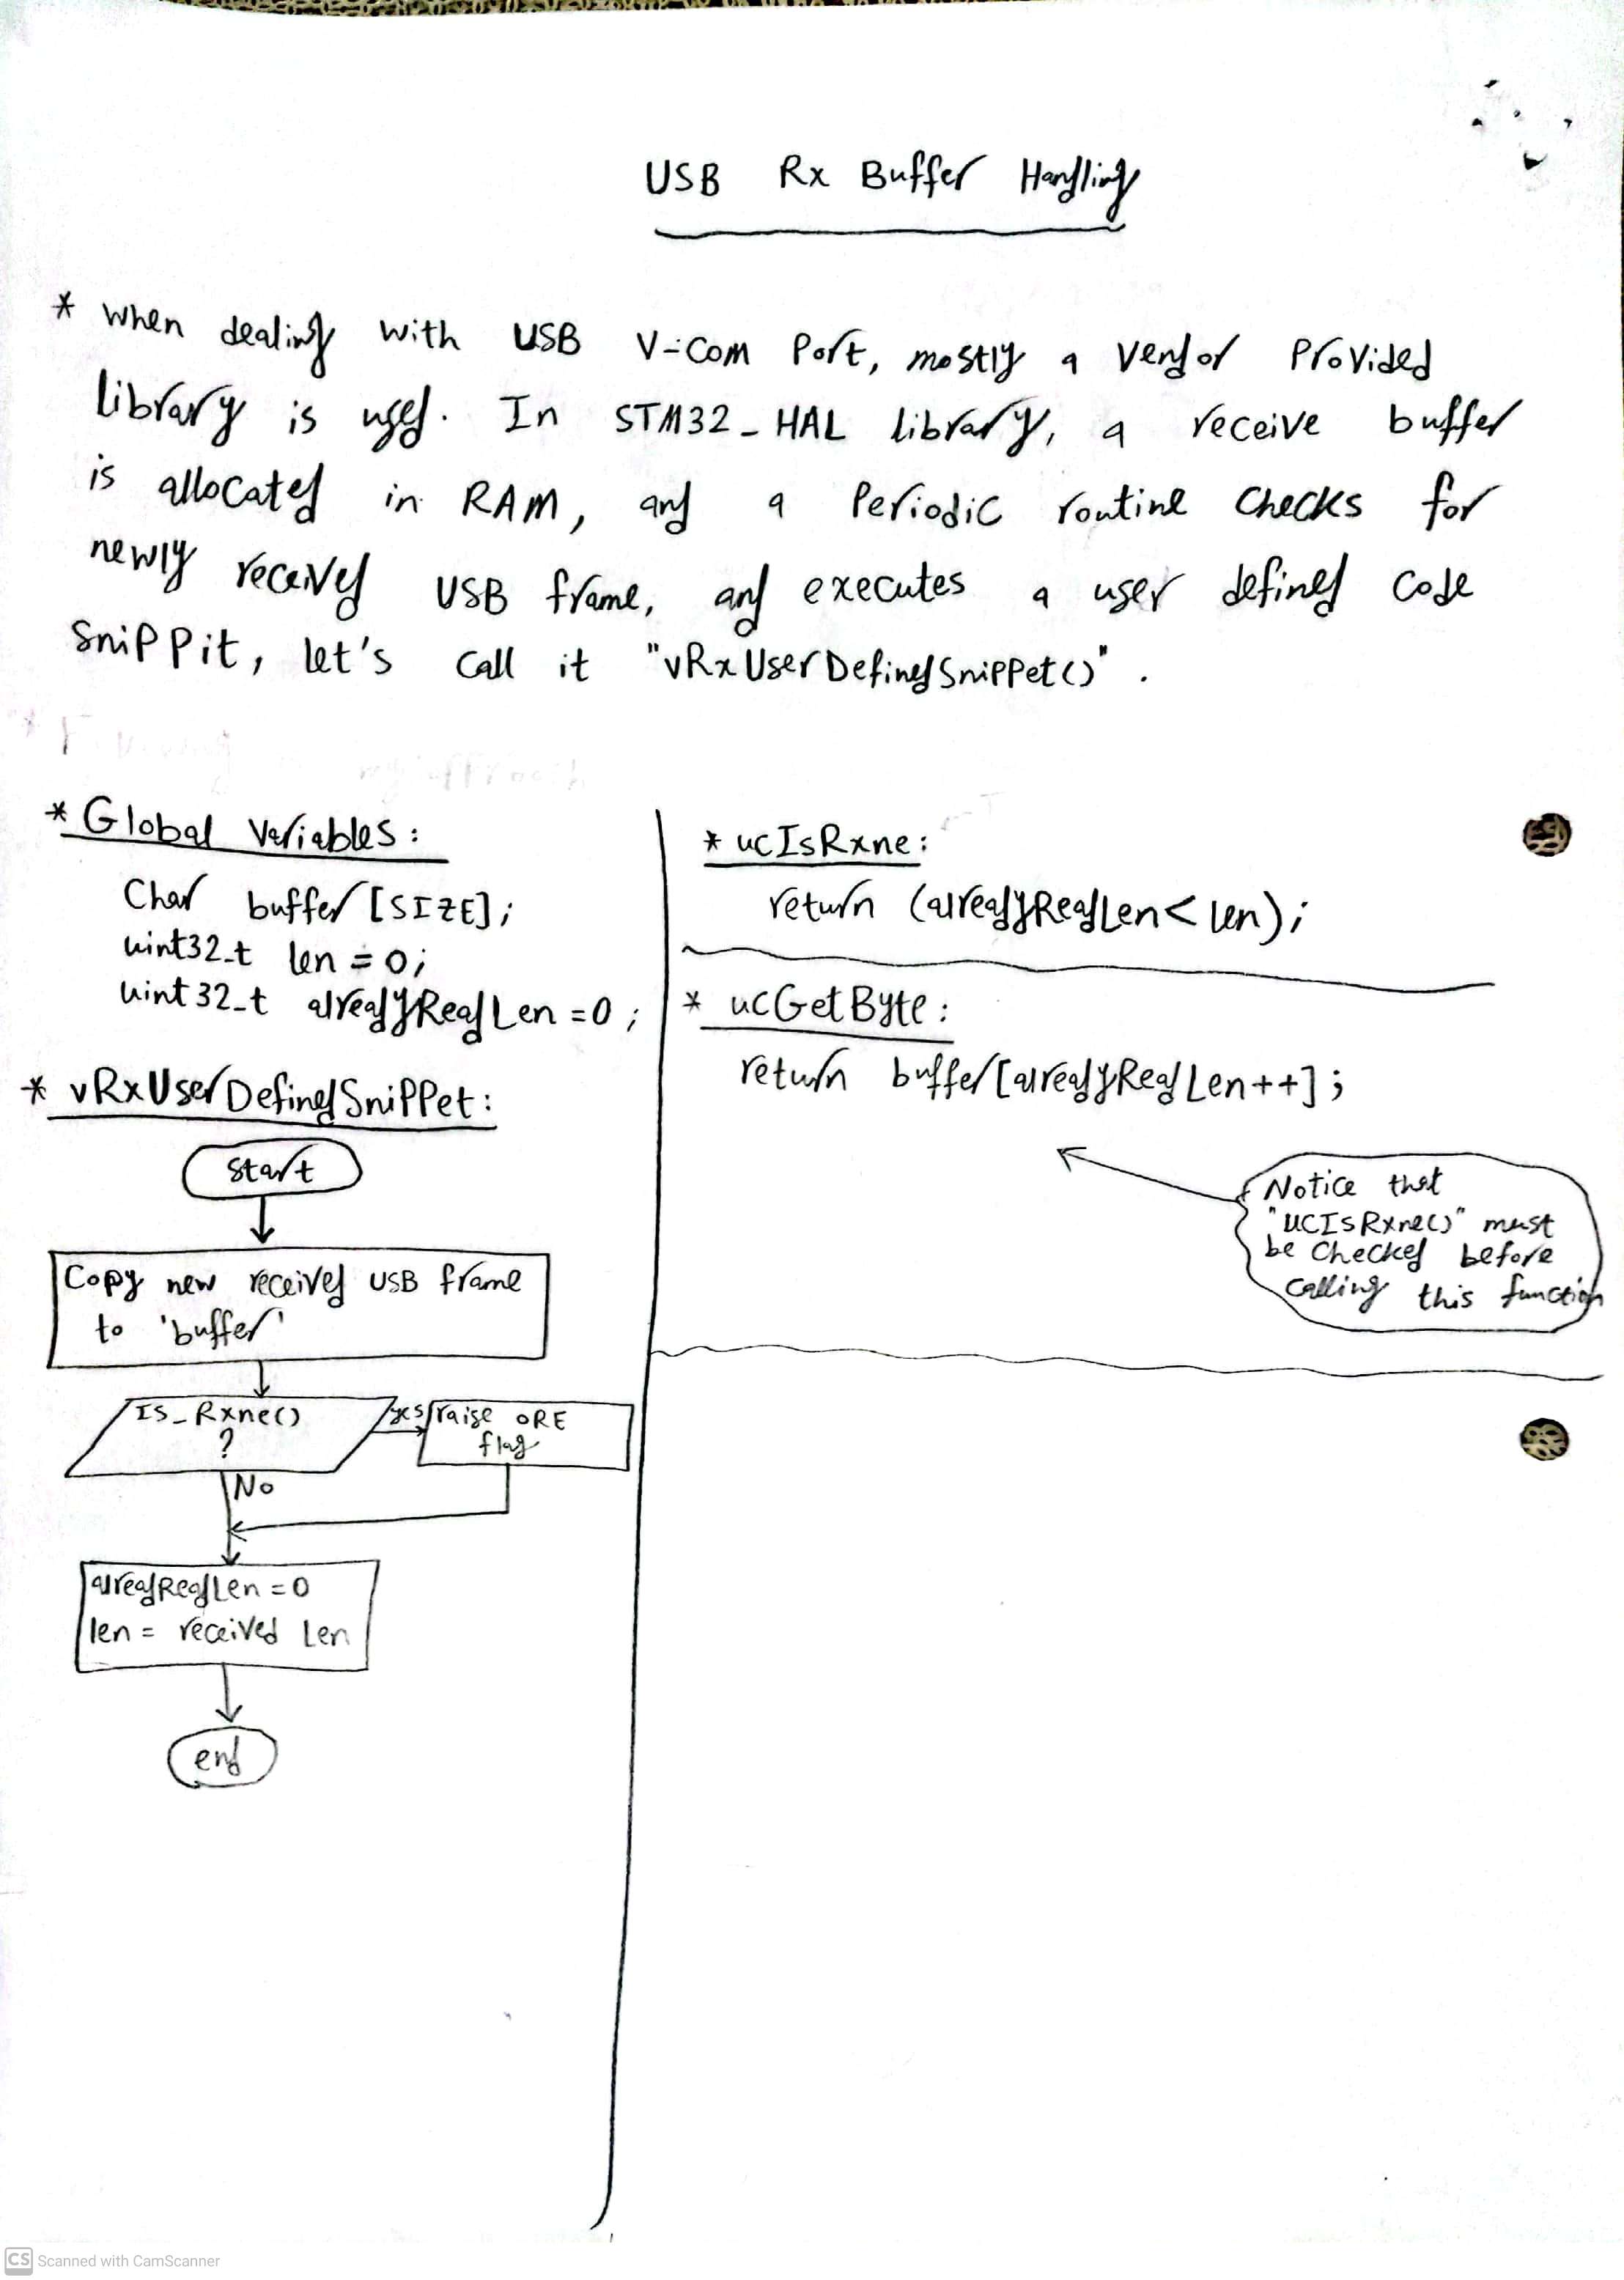 USB Rx Buffer Handling
* When dealing with USB V-Com Port, mostly a vendor provided
library is used. In STM32_HAL library, a receive buffer
is allocated in RAM, and a Periodic routine checks for
newly received USB frame, and executes a user defined code
snippit, let's call it "vRxUserDefinedSnippet()".
* Global Variables:
Char buffer[SIZE];
uint32_t len = 0;
uint32_t alreadyReadLen = 0;
* vRxUserDefinedSnippet:
start
Copy new received USB frame
to 'buffer'
Is_Rxne()
?
yes
raise ORE
flag
No
alreadReadLen = 0
len = received Len
end
* ucIsRxne:
return (alreadyReadLen < len);
* ucGetByte:
return buffer[alreadyReadLen++];
Notice that
"ucIsRxne()" must
be checked before
calling this function
CS Scanned with CamScanner